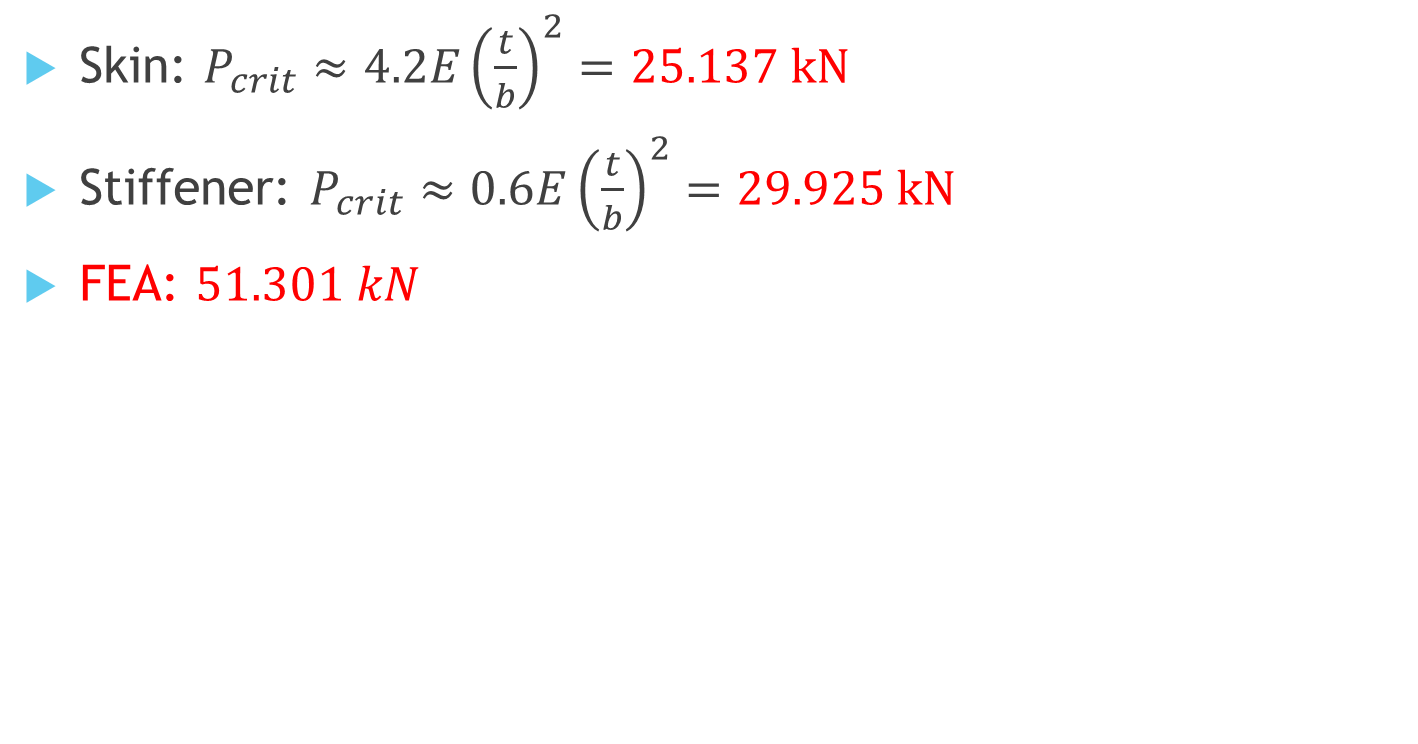 Skin: P_crit ≈ 4.2E (t/b)² = 25.137 kN
Stiffener: P_crit ≈ 0.6E (t/b)² = 29.925 kN
FEA: 51.301 kN